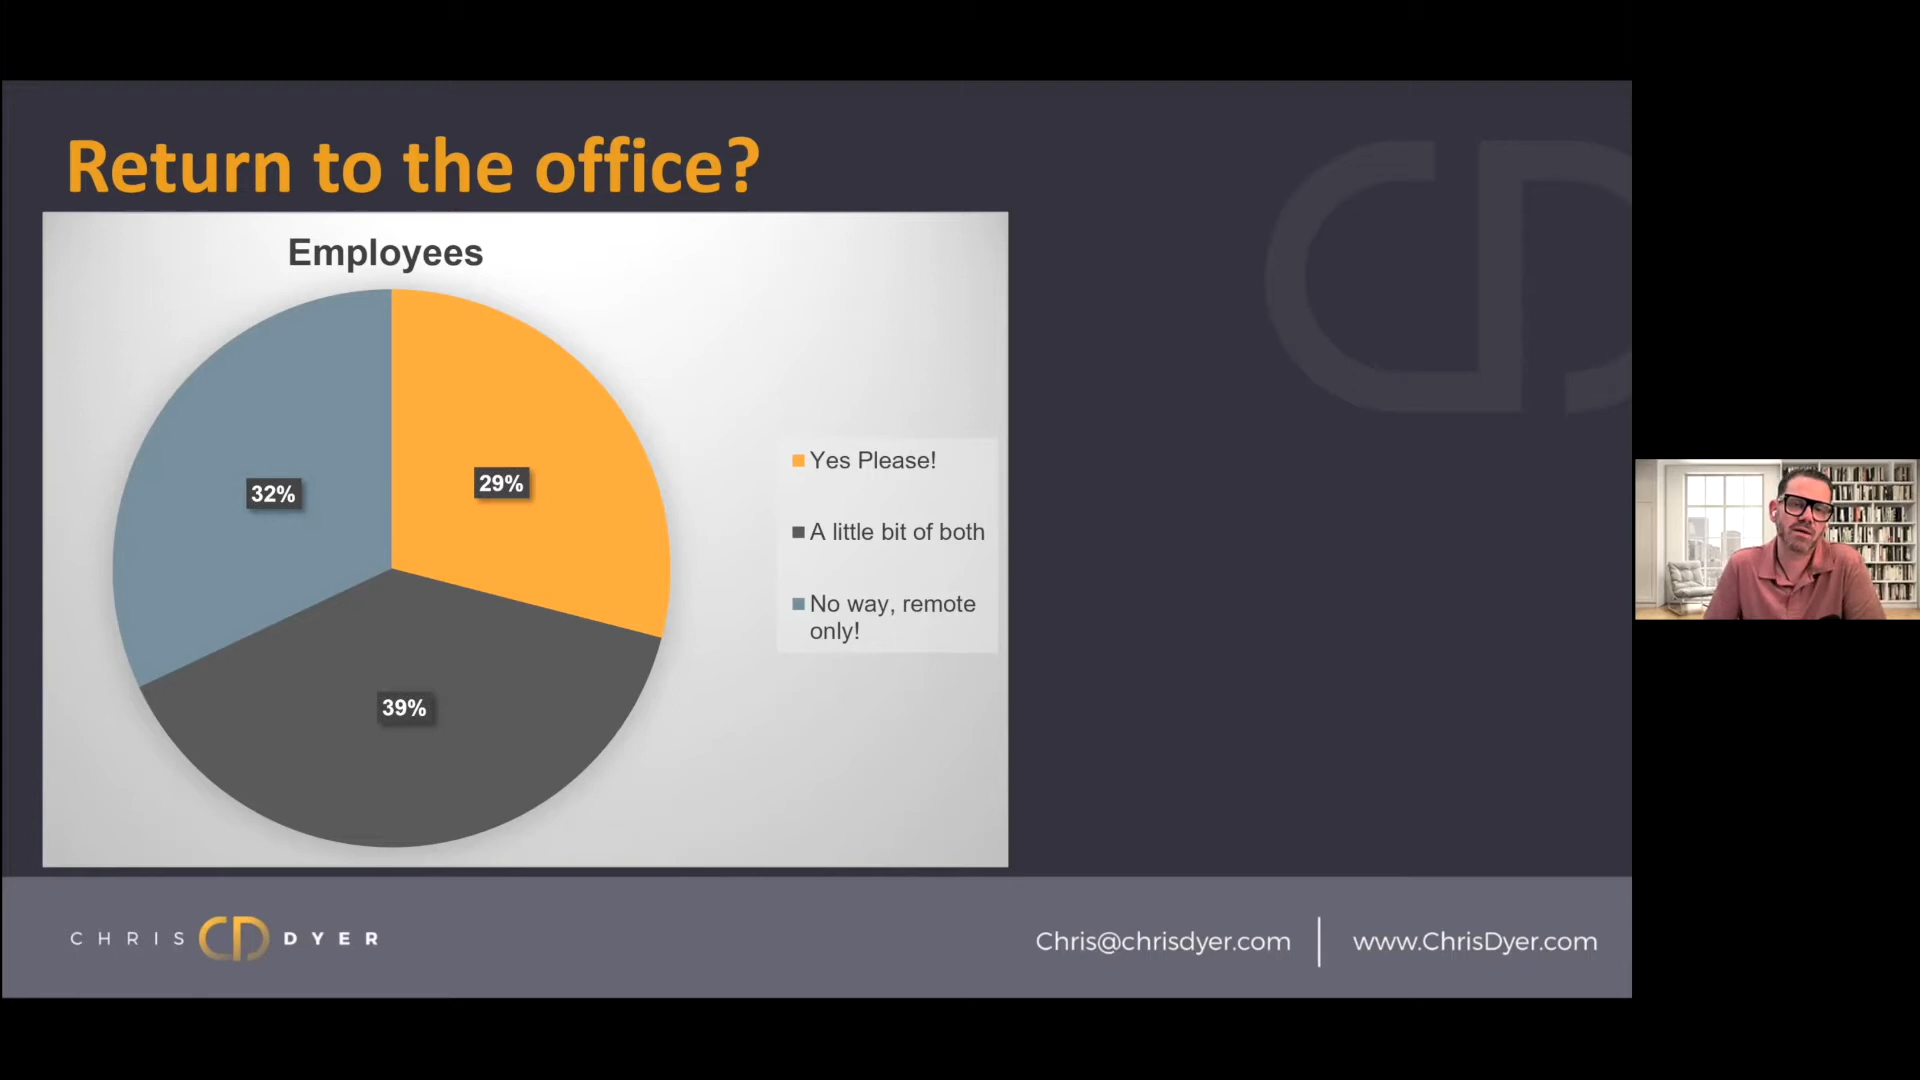 Return to the office?
Employees
32%
29%
39%
Yes Please!
A little bit of both
No way, remote
only!
CHRIS CD DYER
Chris@chrisdyer.com | www.ChrisDyer.com